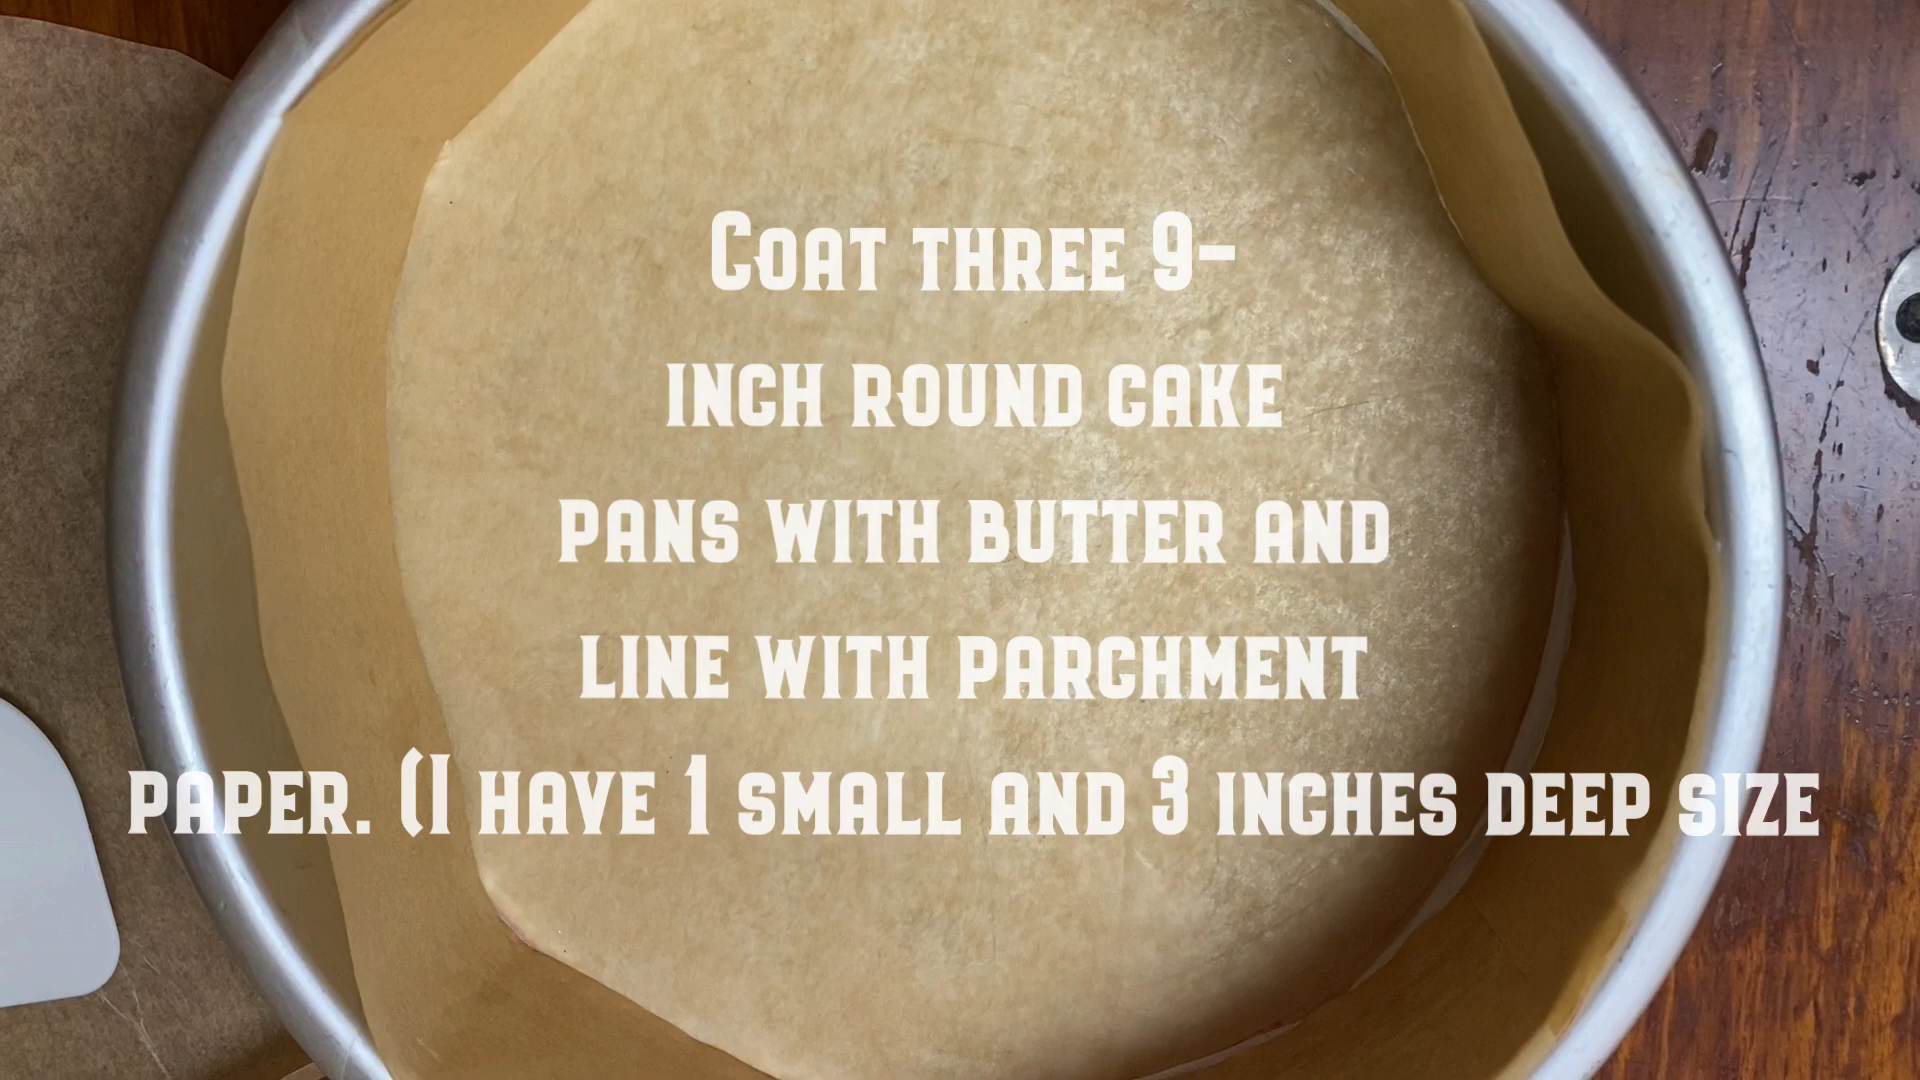 Coat three 9-
inch round cake
pans with butter and
line with parchment
paper. (I have 1 small and 3 inches deep size